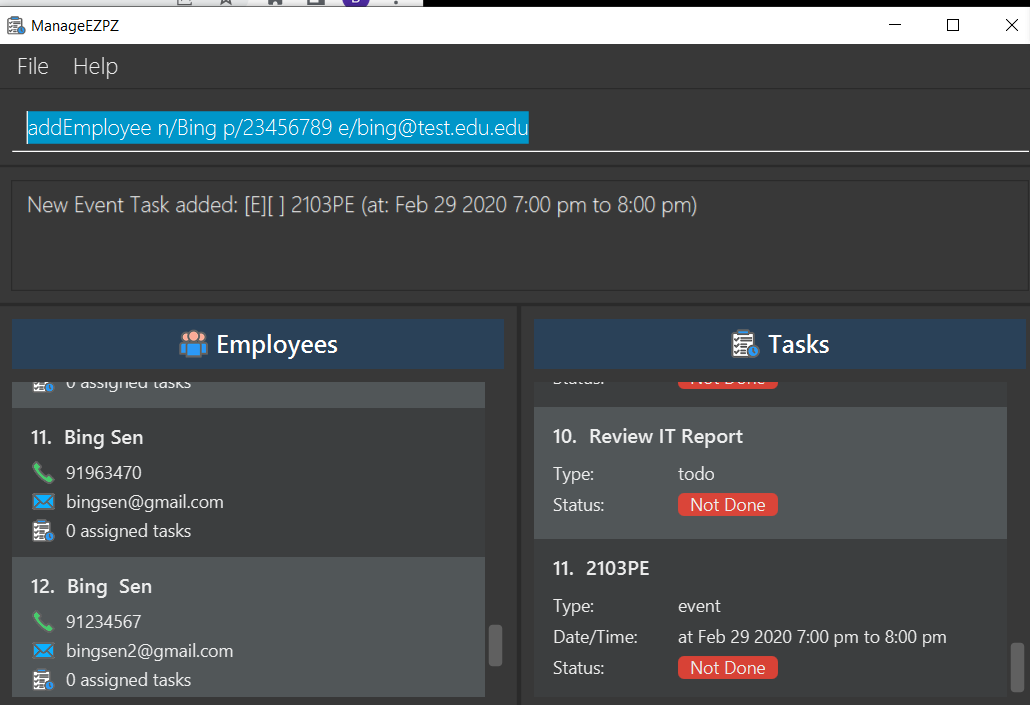 ManageEZPZ
File Help
addEmployee n/Bing p/23456789 e/bing@test.edu.edu
New Event Task added: [E][ ] 2103PE (at: Feb 29 2020 7:00 pm to 8:00 pm)
Employees
0 assigned tasks
11. Bing Sen
91963470
bingsen@gmail.com
0 assigned tasks
12. Bing  Sen
91234567
bingsen2@gmail.com
0 assigned tasks
Tasks
Status: Not Done
10. Review IT Report
Type: todo
Status: Not Done
11. 2103PE
Type: event
Date/Time: at Feb 29 2020 7:00 pm to 8:00 pm
Status: Not Done